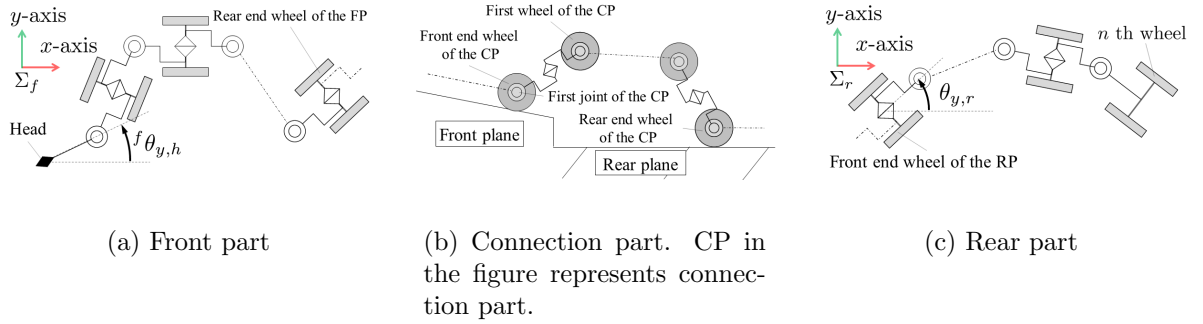 y-axis
x-axis
Σf
Rear end wheel of the FP
Head
fθy,h
(a) Front part
First wheel of the CP
Front end wheel
of the CP
First joint of the CP
Rear end wheel
of the CP
Front plane
Rear plane
(b) Connection part. CP in
the figure represents connec-
tion part.
y-axis
x-axis
Σr
n th wheel
θy,r
Front end wheel of the RP
(c) Rear part